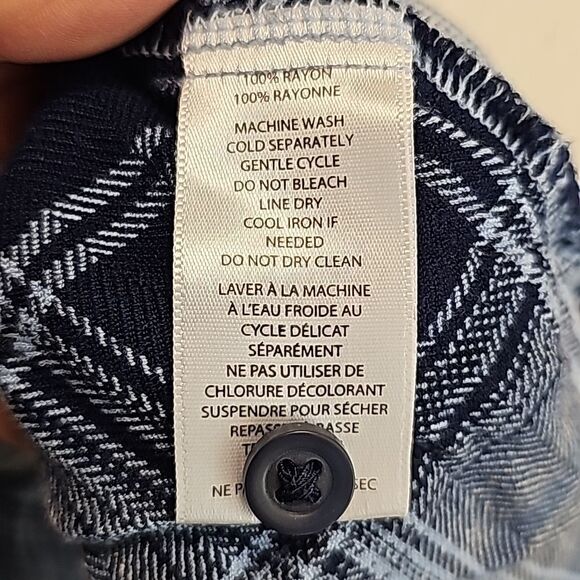 100% RAYON
100% RAYONNE
MACHINE WASH
COLD SEPARATELY
GENTLE CYCLE
DO NOT BLEACH
LINE DRY
COOL IRON IF
NEEDED
DO NOT DRY CLEAN
LAVER À LA MACHINE
À L'EAU FROIDE AU
CYCLE DÉLICAT
SÉPARÉMENT
NE PAS UTILISER DE
CHLORURE DÉCOLORANT
SUSPENDRE POUR SÉCHER
NE
SEC